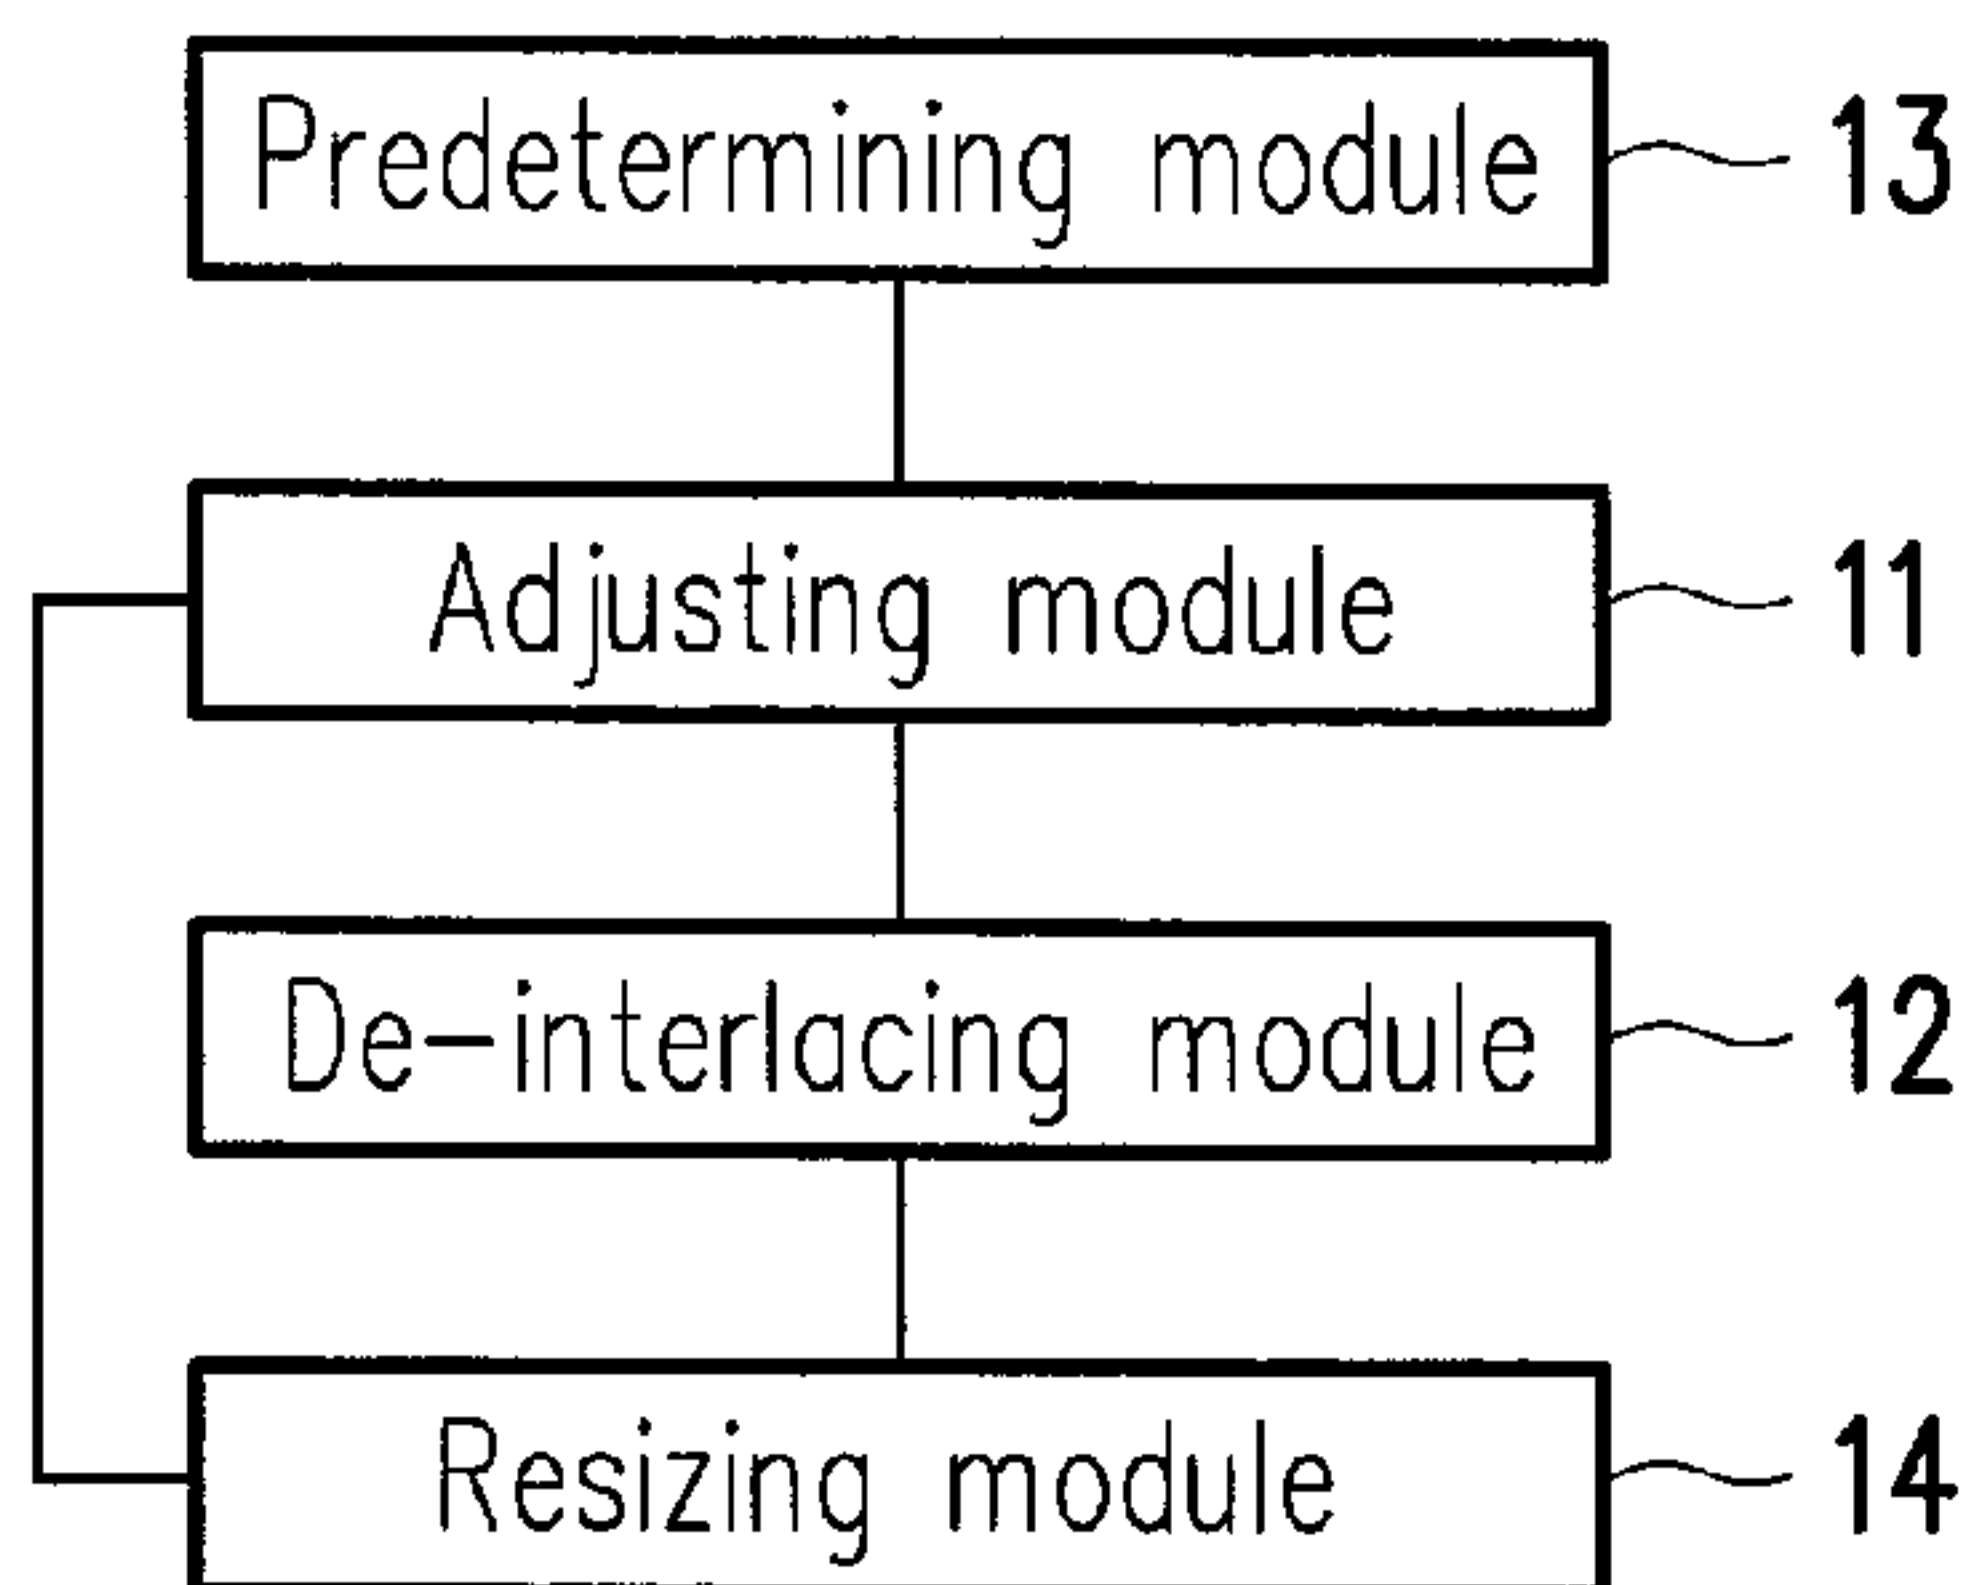 Predetermining module 13
Adjusting module 11
De-interlacing module 12
Resizing module 14